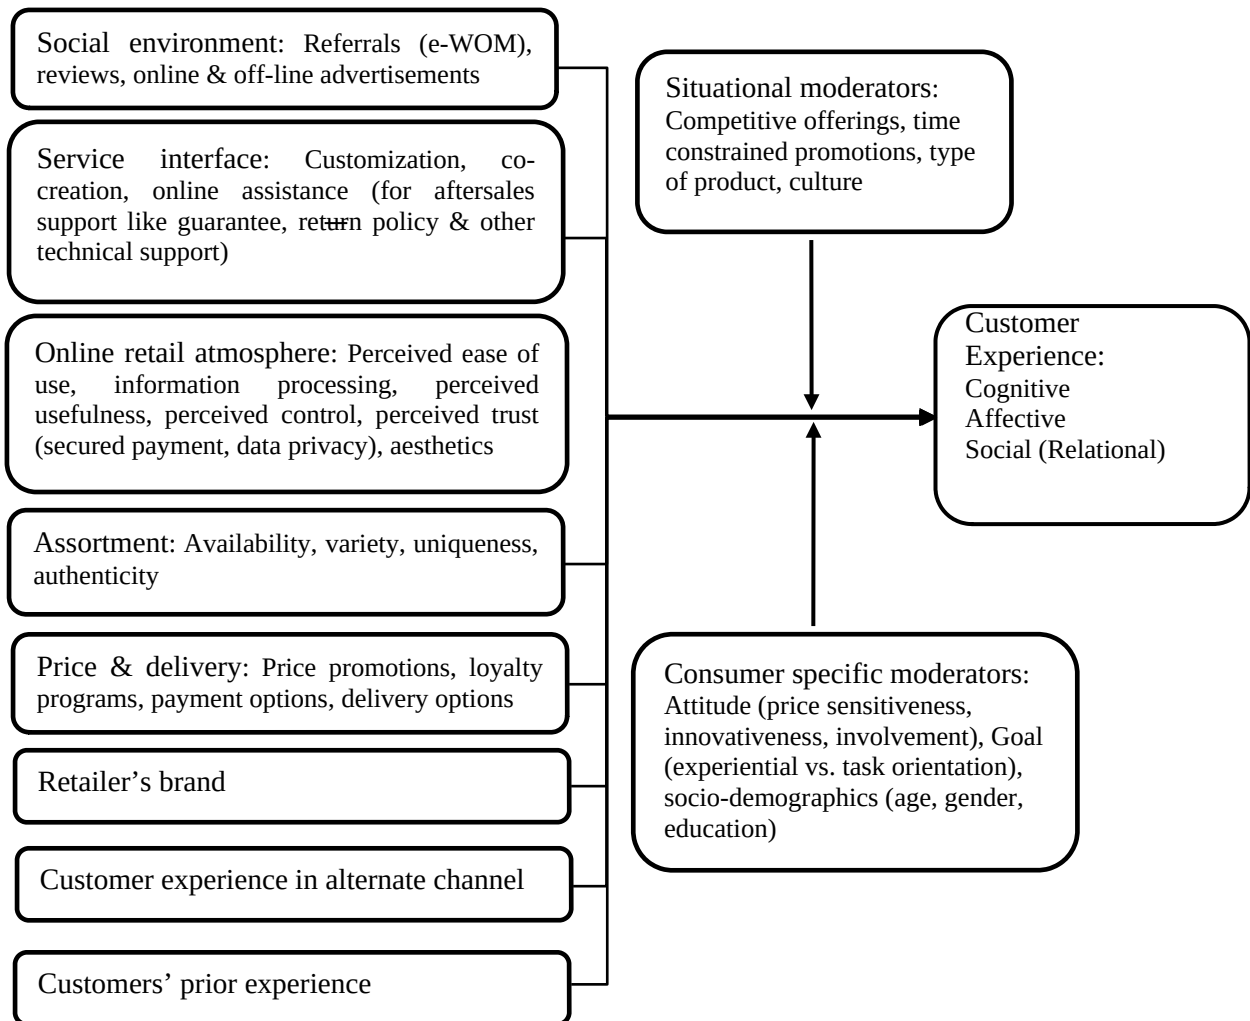 Social environment: Referrals (e-WOM),
reviews, online & off-line advertisements
Service interface: Customization, co-
creation, online assistance (for aftersales
support like guarantee, return policy & other
technical support)
Online retail atmosphere: Perceived ease of
use, information processing, perceived
usefulness, perceived control, perceived trust
(secured payment, data privacy), aesthetics
Assortment: Availability, variety, uniqueness,
authenticity
Price & delivery: Price promotions, loyalty
programs, payment options, delivery options
Retailer’s brand
Customer experience in alternate channel
Customers’ prior experience
Situational moderators:
Competitive offerings, time
constrained promotions, type
of product, culture
Consumer specific moderators:
Attitude (price sensitiveness,
innovativeness, involvement), Goal
(experiential vs. task orientation),
socio-demographics (age, gender,
education)
Customer
Experience:
Cognitive
Affective
Social (Relational)